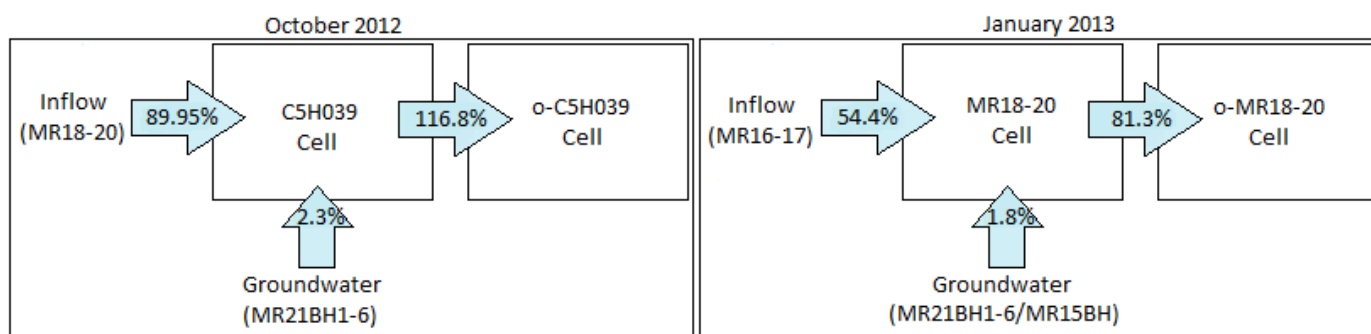 October 2012
Inflow
(MR18-20)
89.95%
C5H039
Cell
116.8%
o-C5H039
Cell
2.3%
Groundwater
(MR21BH1-6)
January 2013
Inflow
(MR16-17)
54.4%
MR18-20
Cell
81.3%
o-MR18-20
Cell
1.8%
Groundwater
(MR21BH1-6/MR15BH)